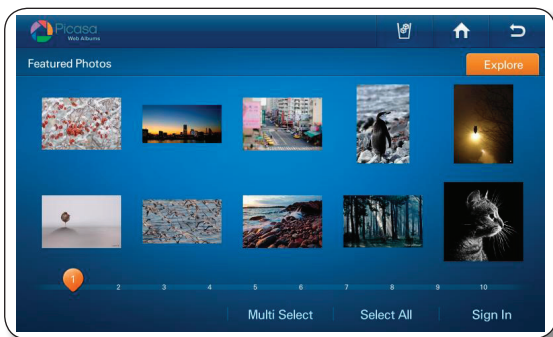 Picasa
Web Albums
Featured Photos
Explore
1 2 3 4 5 6 7 8 9 10
Multi Select
Select All
Sign In